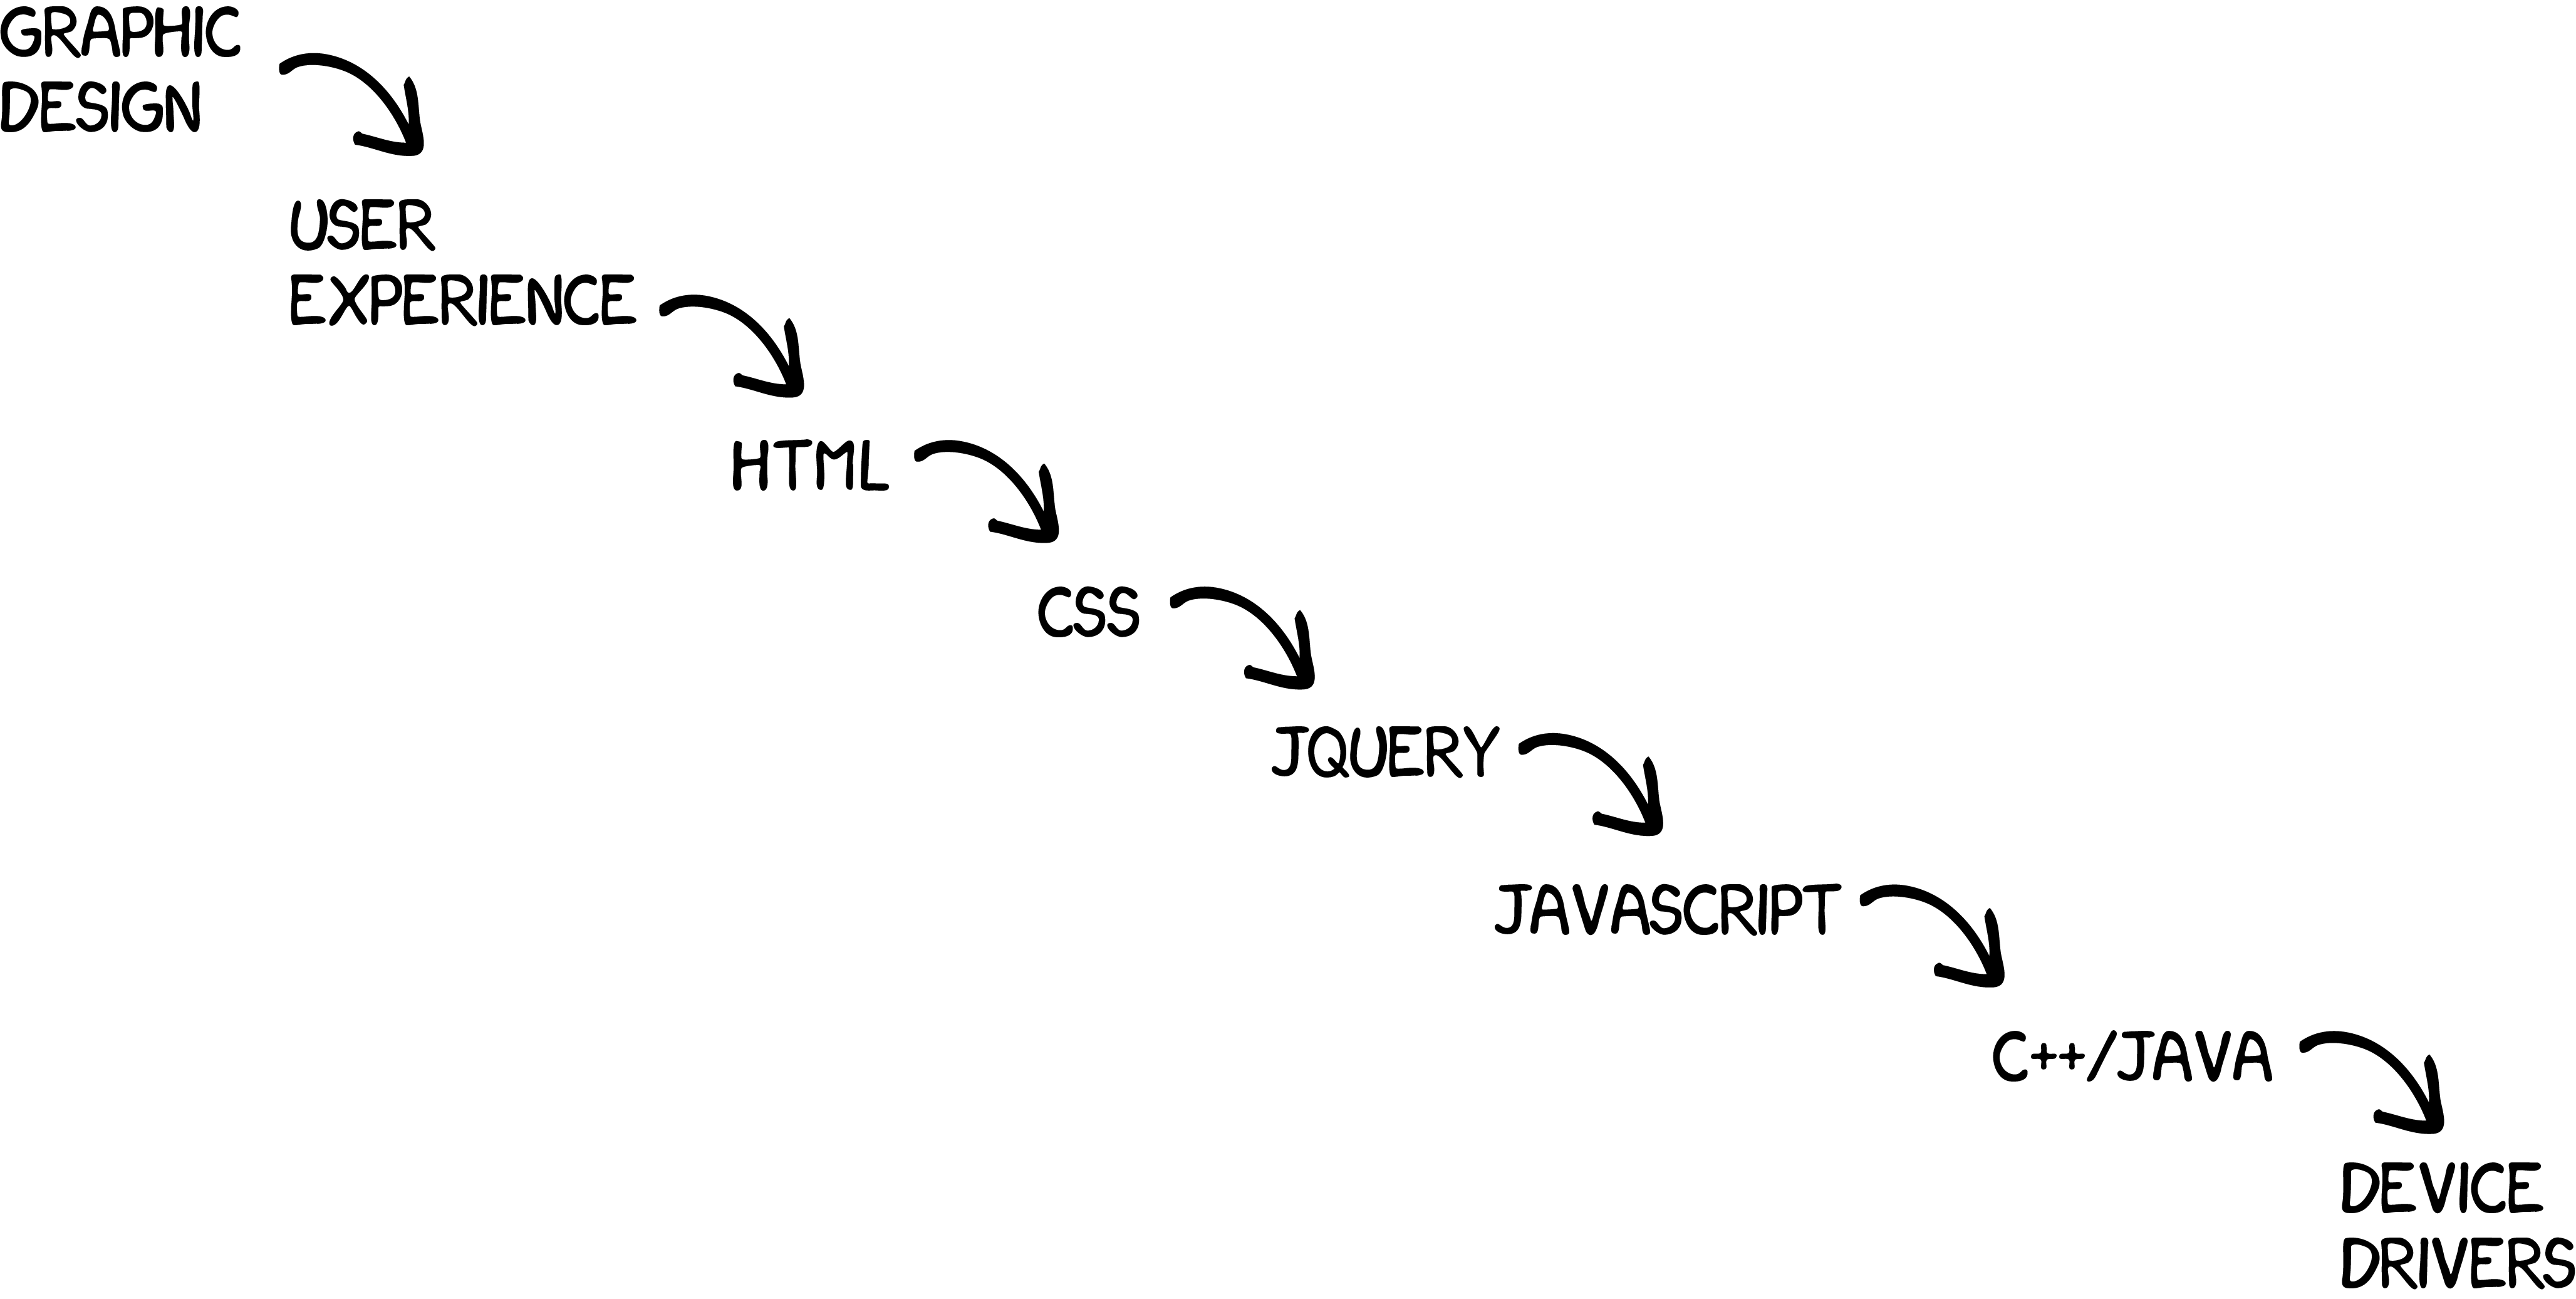 GRAPHIC
DESIGN
USER
EXPERIENCE
HTML
CSS
JQUERY
JAVASCRIPT
C++/JAVA
DEVICE
DRIVERS